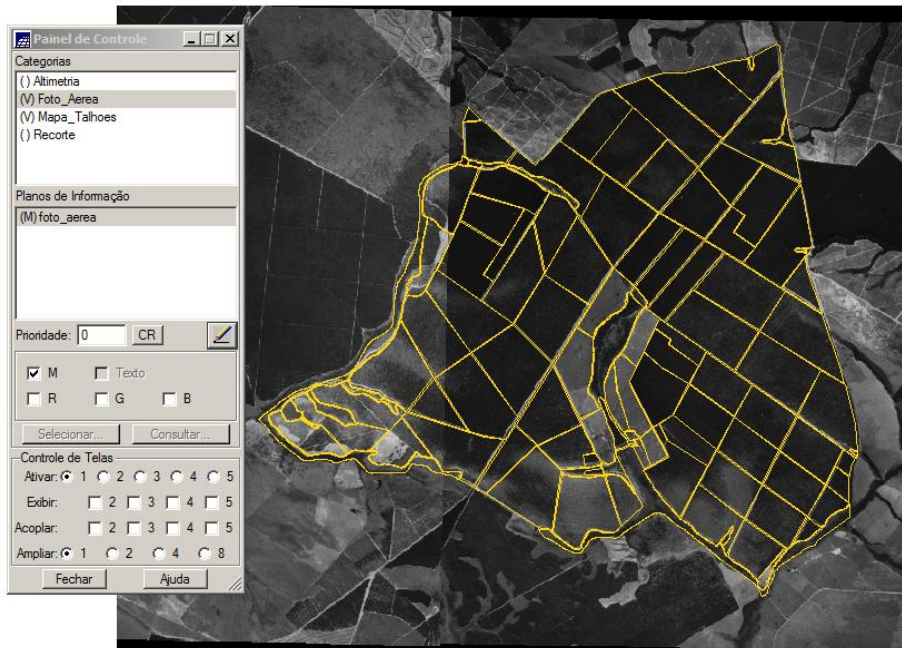 Painel de Controle
Categorias
( ) Altimetria
(V) Foto_Aerea
(V) Mapa_Talhoes
( ) Recorte
Planos de Informação
(M) foto_aerea
Prioridade: 0 CR
M Texto
R G B
Selecionar... Consultar...
Controle de Telas
Ativar: 1 2 3 4 5
Exibir: 2 3 4 5
Acoplar: 2 3 4 5
Ampliar: 1 2 4 8
Fechar Ajuda